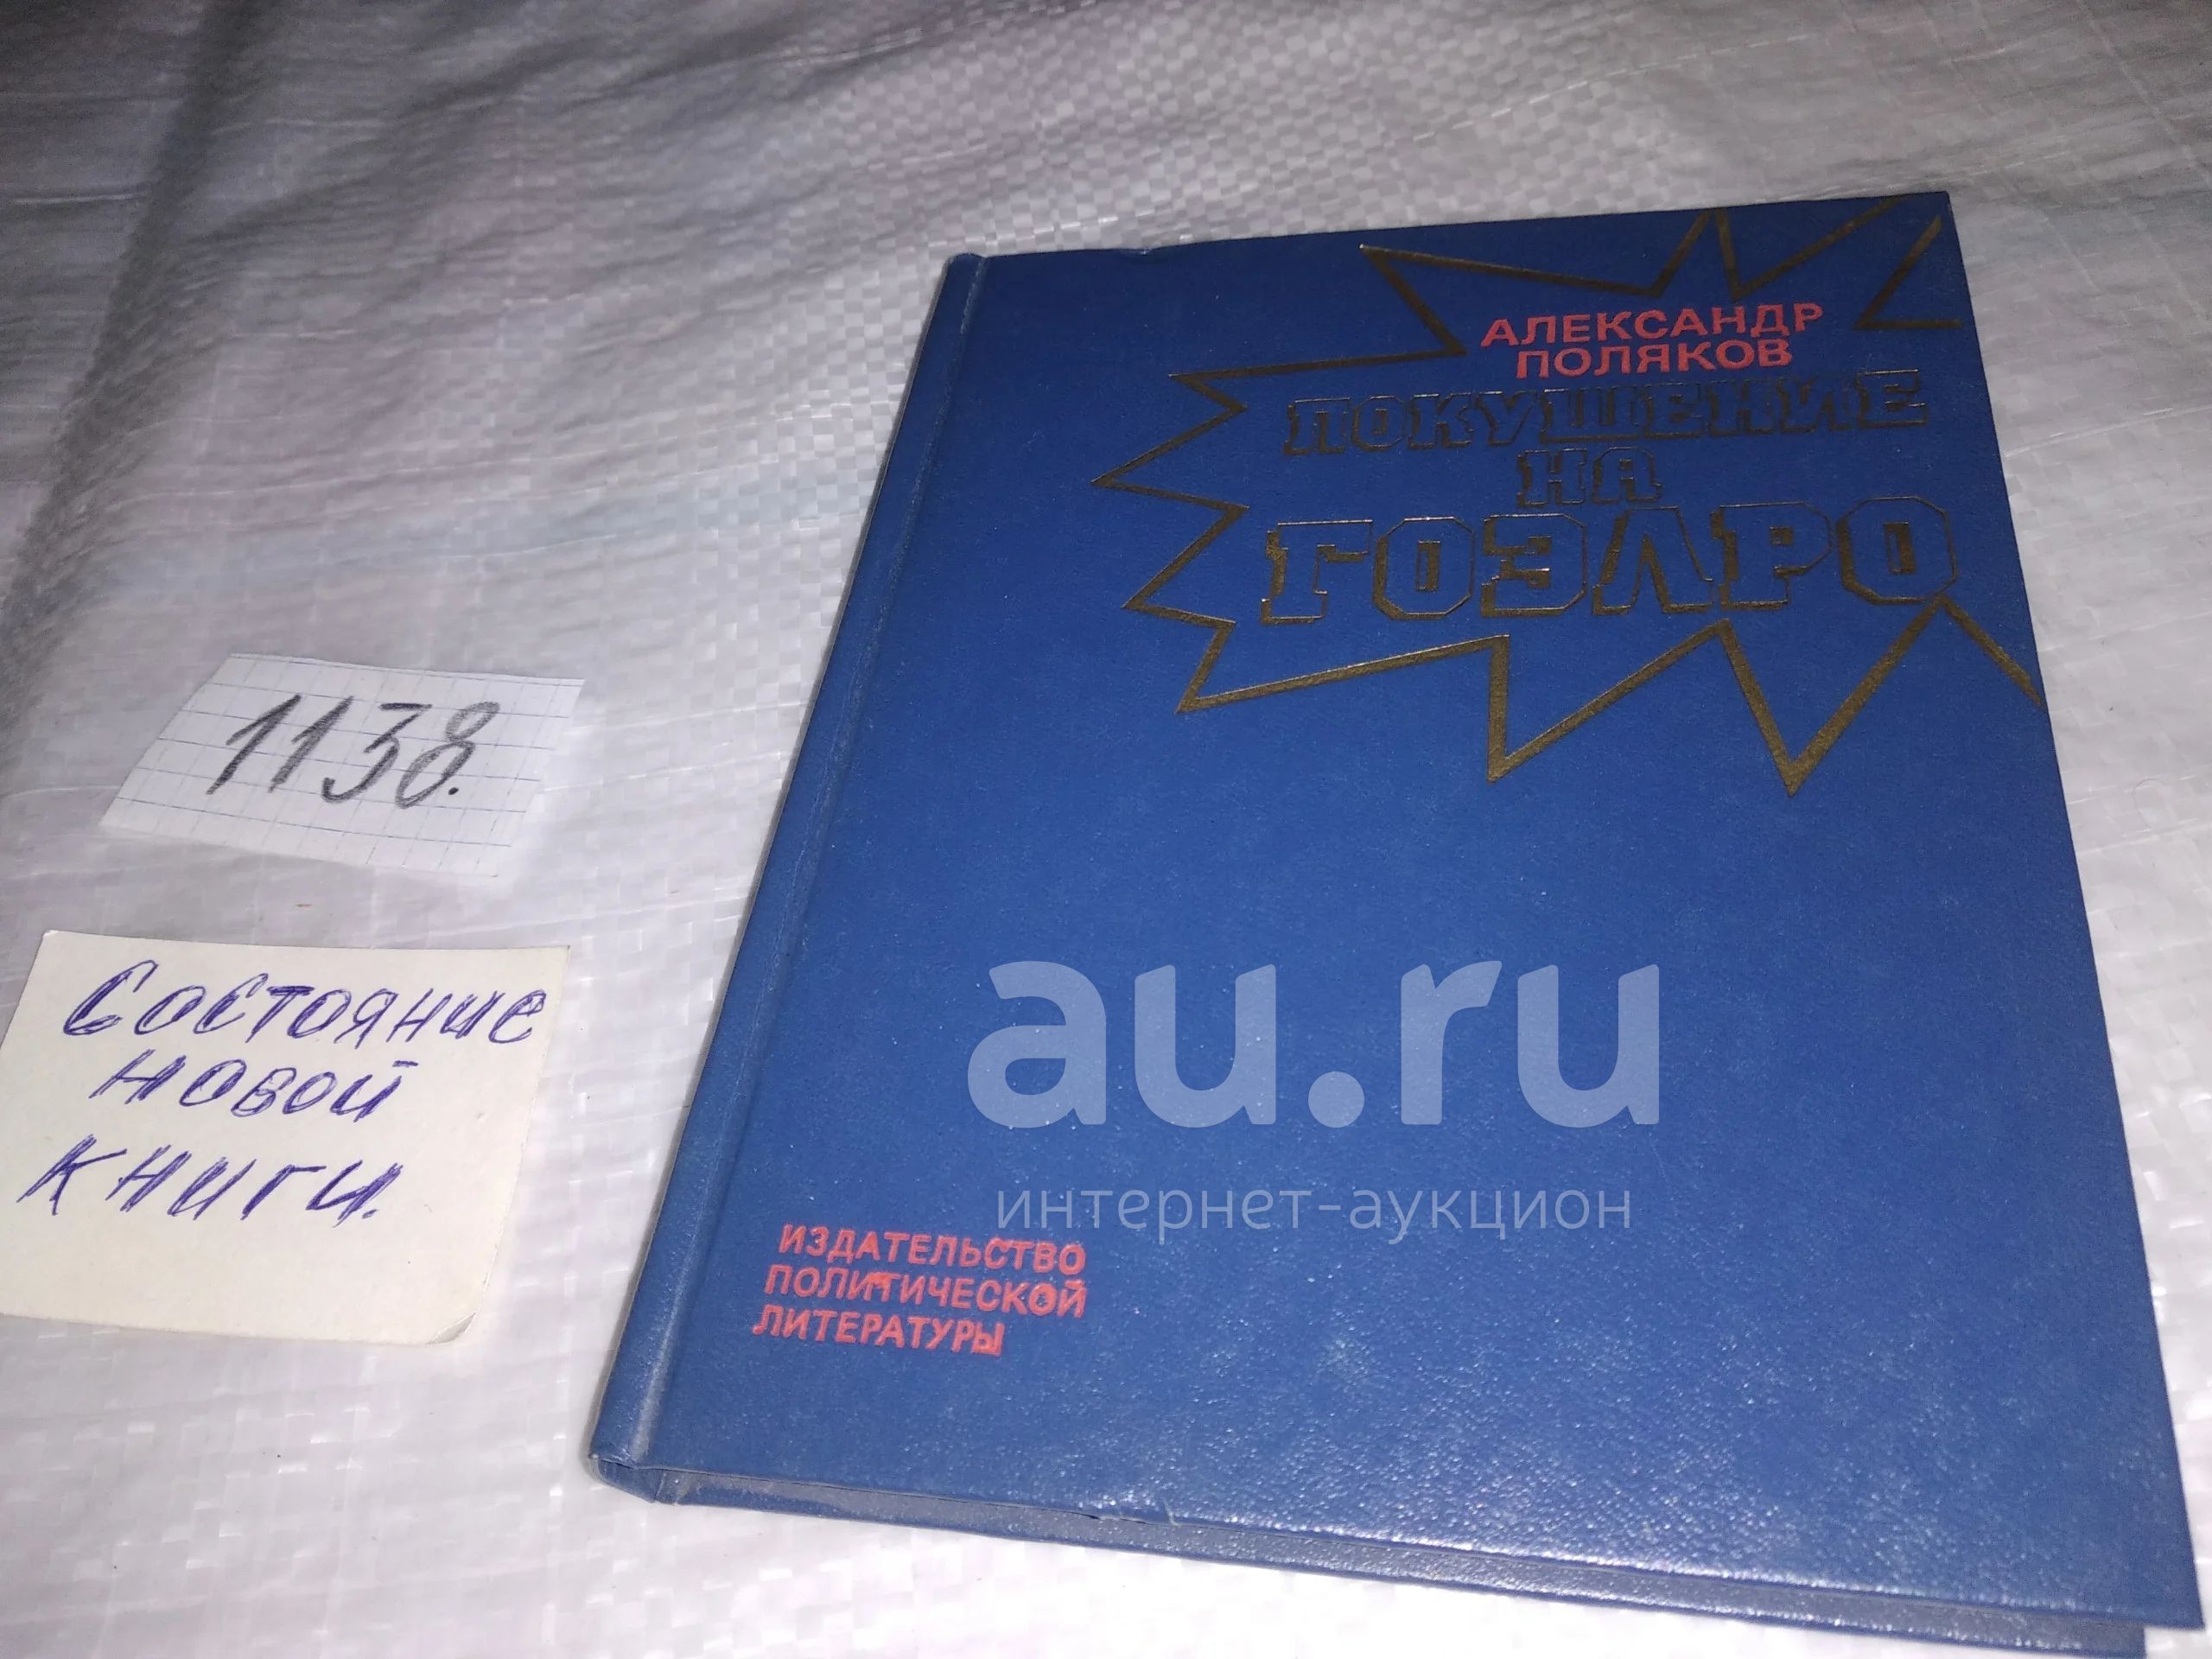 АЛЕКСАНДР
ПОЛЯКОВ
ПОКУШЕНИЕ
НА
ГОЭЛРО
1138.
Состояние
новой
книги.
au.ru
интернет-аукцион
ИЗДАТЕЛЬСТВО
ПОЛИТИЧЕСКОЙ
ЛИТЕРАТУРЫ